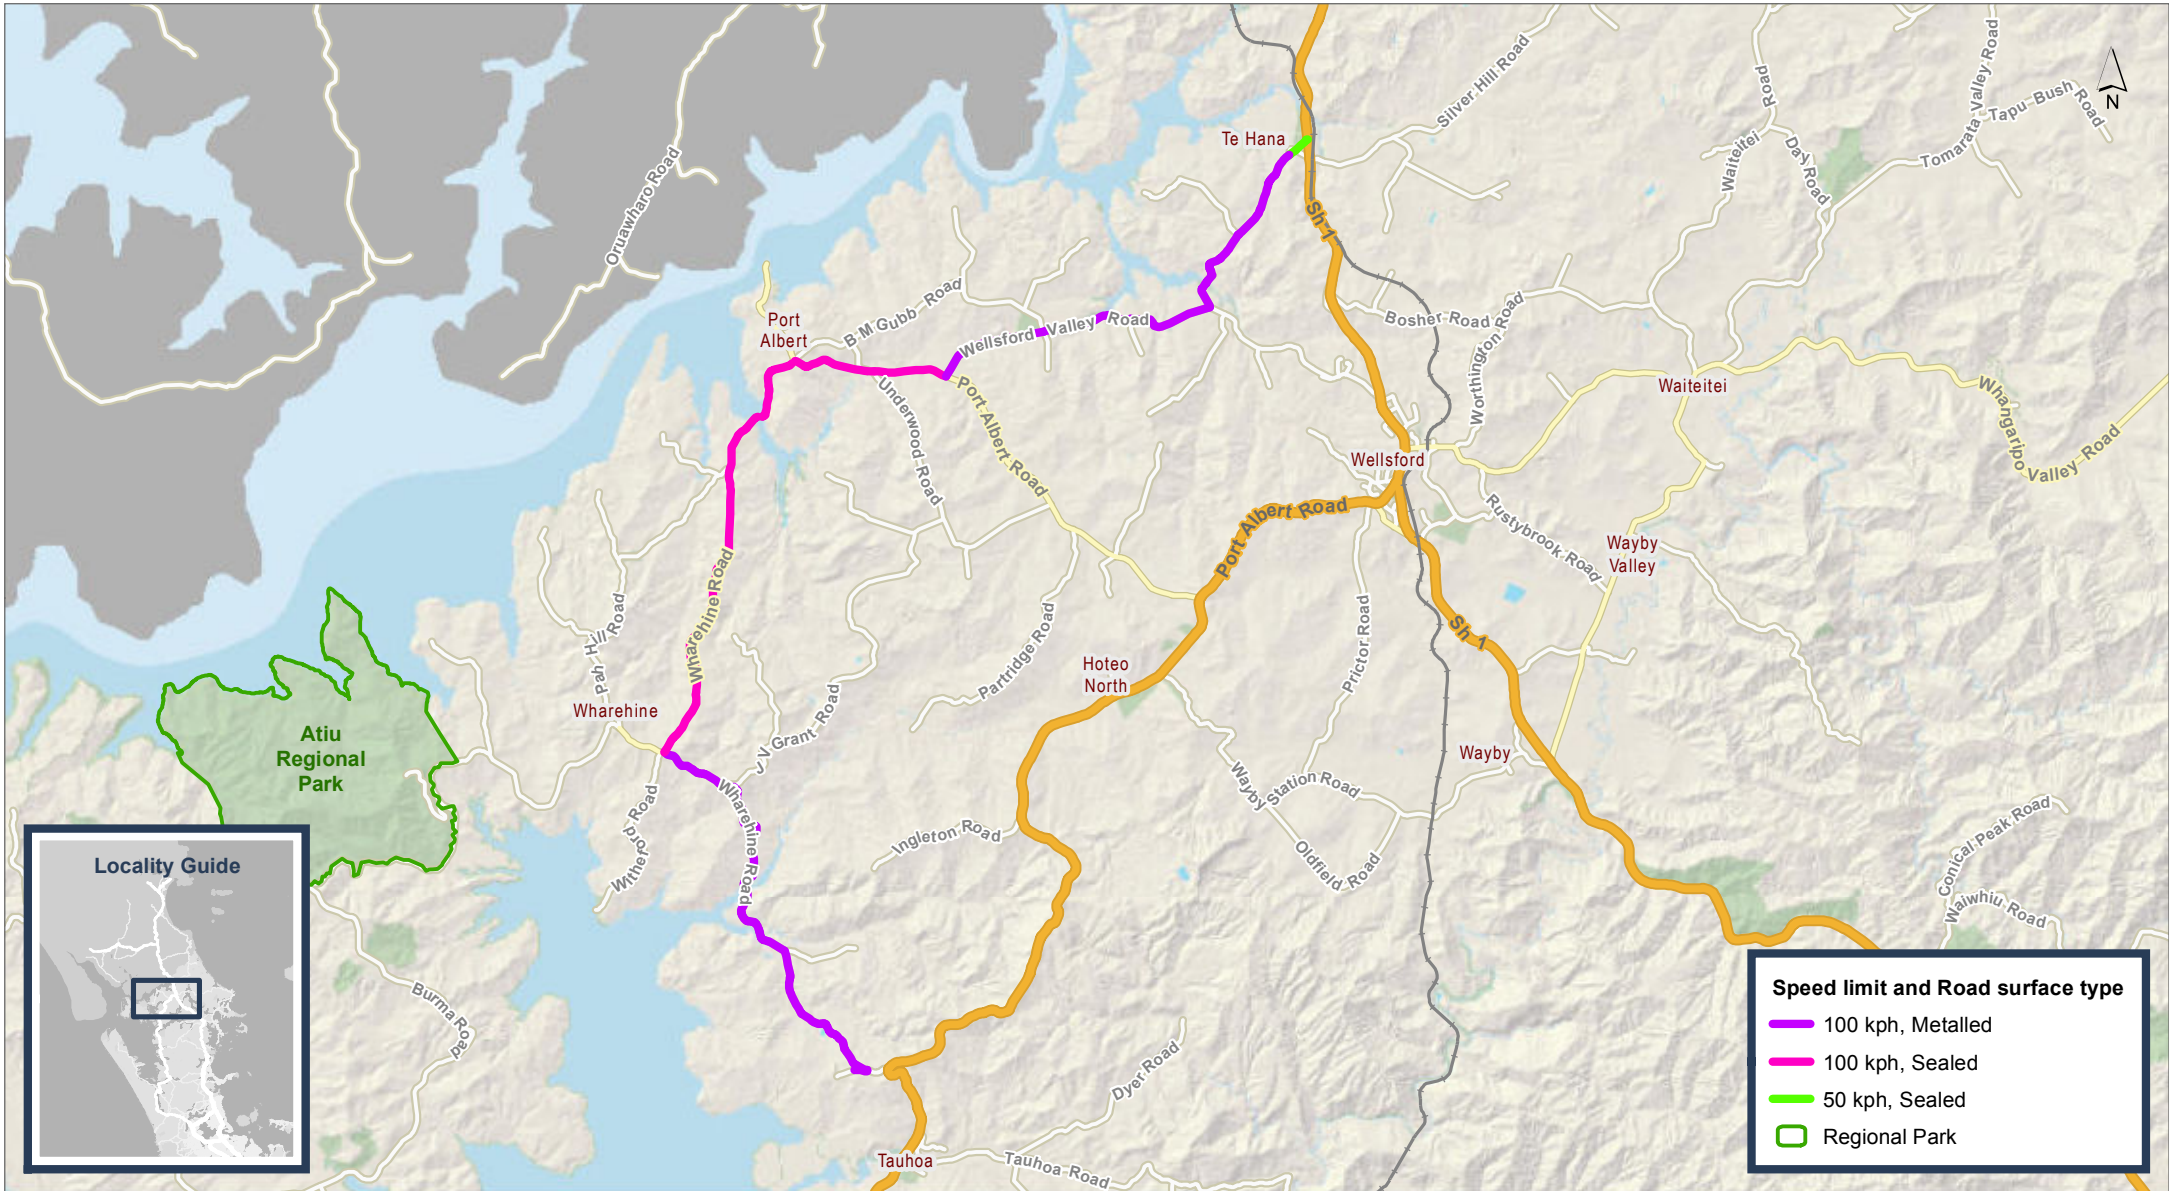 Oruawharo Road
Te Hana
Silver Hill Road
Sh 1
Waiteitei
Road
Day Road
Tomarata Valley Road
Tapu Bush
Road
N
Port
Albert
B M Gubb Road
Wellsford Valley Road
Underwood Road
Port Albert Road
Bosher Road
Worthington Road
Waiteitei
Whangaripo
Valley Road
Wellsford
Port Albert Road
Rustybrook Road
Wayby
Valley
Wharehine Road
Pah Hill Road
Wharehine
Partridge Road
Hoteo
North
Prictor Road
Sh 1
Atiu
Regional
Park
J V Grant Road
Wharehine Road
Witheford Road
Wayby
Station Road
Wayby
Oldfield Road
Ingleton Road
Conical Peak Road
Waiwhiu Road
Burma Road
Dyer Road
Tauhoa
Tauhoa Road
Locality Guide
Speed limit and Road surface type
100 kph, Metalled
100 kph, Sealed
50 kph, Sealed
Regional Park